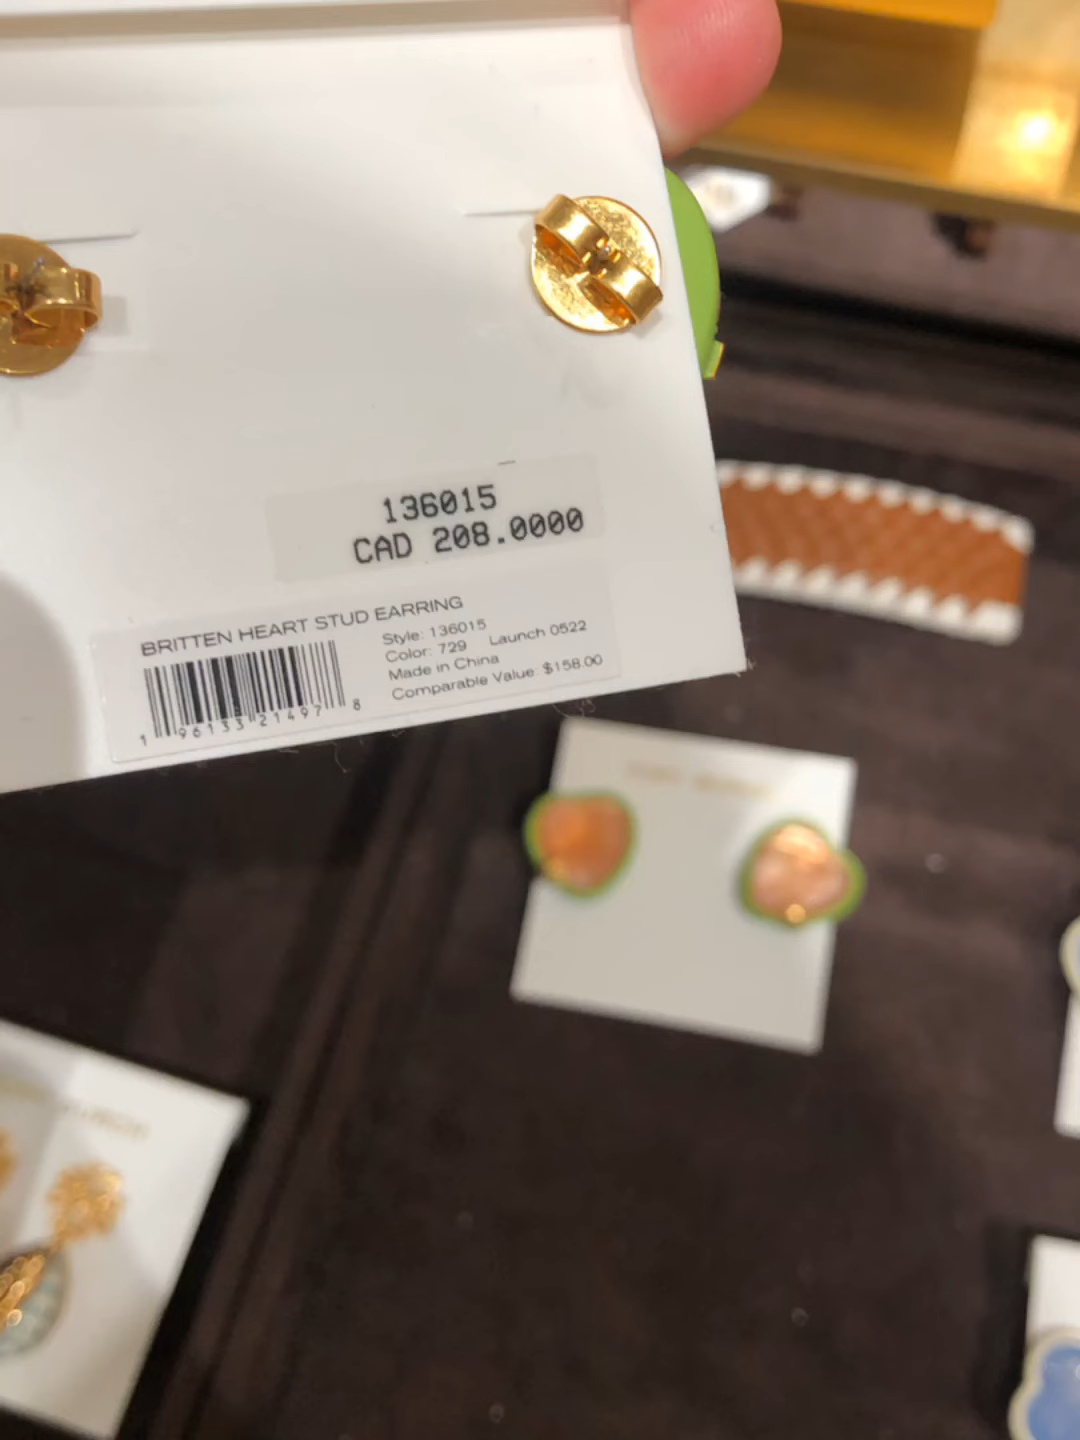 136015
CAD 208.0000
BRITTEN HEART STUD EARRING
Style: 136015
Color: 729 Launch 0522
Made in China
Comparable Value: $158.00
1 96133 21497 8